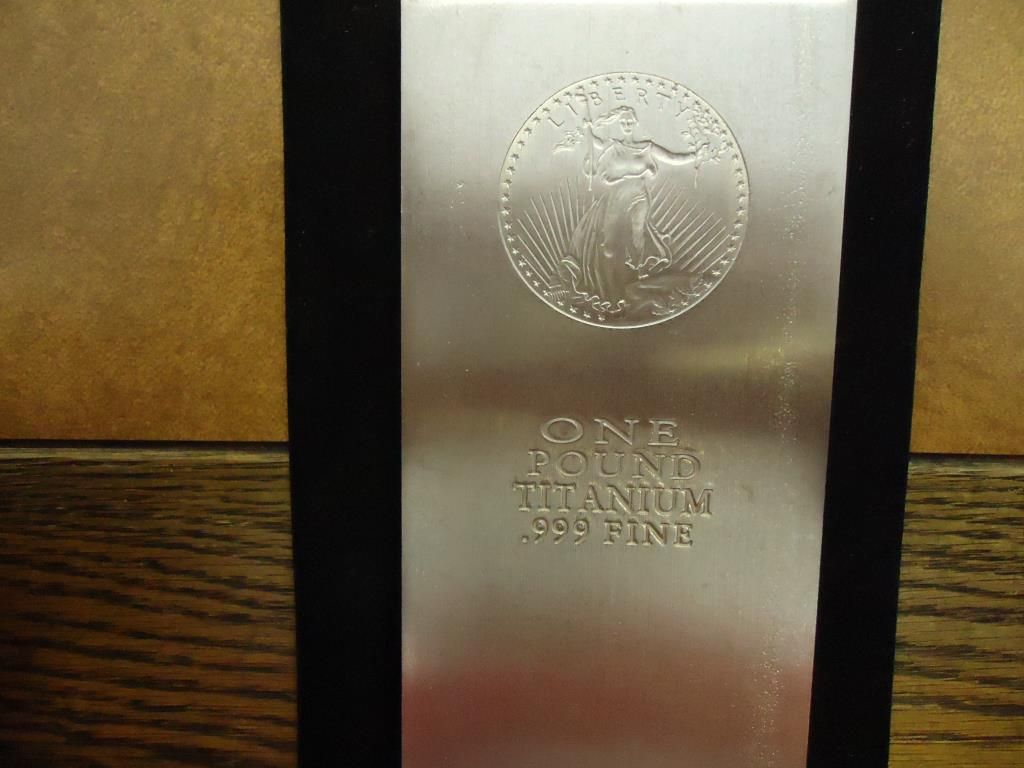 LIBERTY
ONE
POUND
TITANIUM
.999 FINE